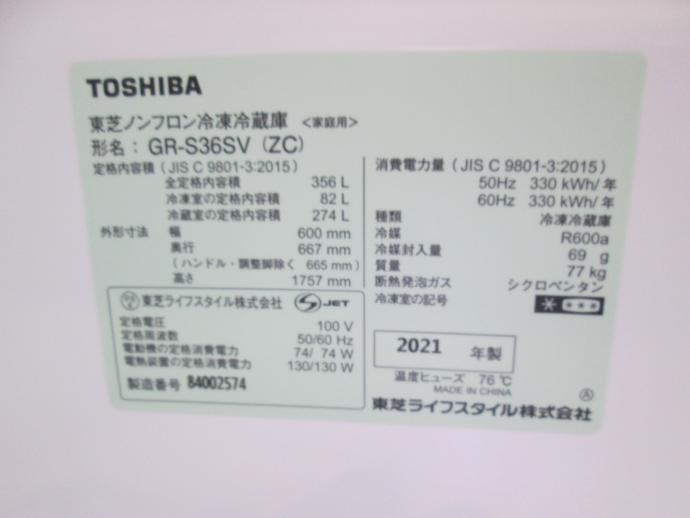 TOSHIBA
東芝ノンフロン冷凍冷蔵庫 <家庭用>
形名：GR-S36SV (ZC)
定格内容積 (JIS C 9801-3:2015)
全定格内容積 356 L
冷凍室の定格内容積 82 L
冷蔵室の定格内容積 274 L
外形寸法 幅 600 mm
奥行 667 mm
(ハンドル・調整脚除く 665 mm)
高さ 1757 mm
東芝ライフスタイル株式会社 S JET
定格電圧 100 V
定格周波数 50/60 Hz
電動機の定格消費電力 74/ 74 W
電熱装置の定格消費電力 130/130 W
製造番号 84002574
消費電力量 (JIS C 9801-3:2015)
50Hz 330 kWh/年
60Hz 330 kWh/年
種類 冷凍冷蔵庫
冷媒 R600a
冷媒封入量 69 g
質量 77 kg
断熱発泡ガス シクロペンタン
冷凍室の記号
2021 年製
温度ヒューズ 76℃
MADE IN CHINA
Ⓐ
東芝ライフスタイル株式会社